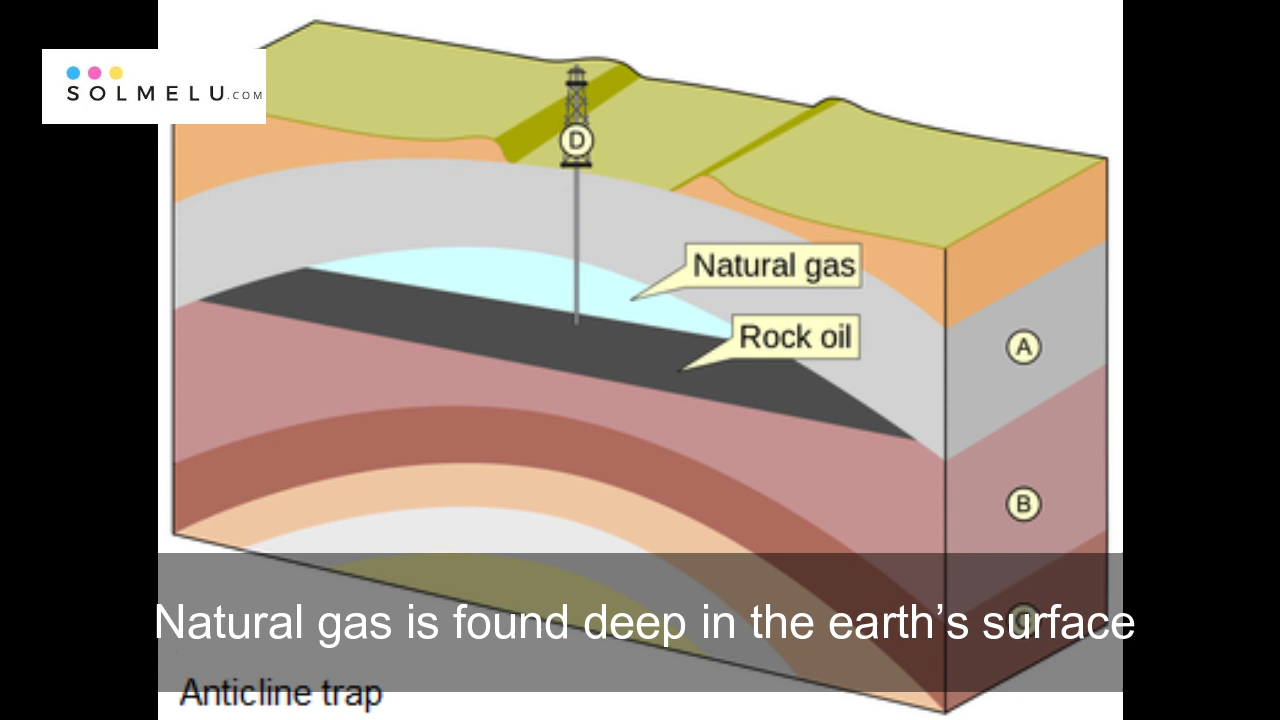 SOLMELU.COM
D
Natural gas
Rock oil
A
B
C
Natural gas is found deep in the earth’s surface
Anticline trap